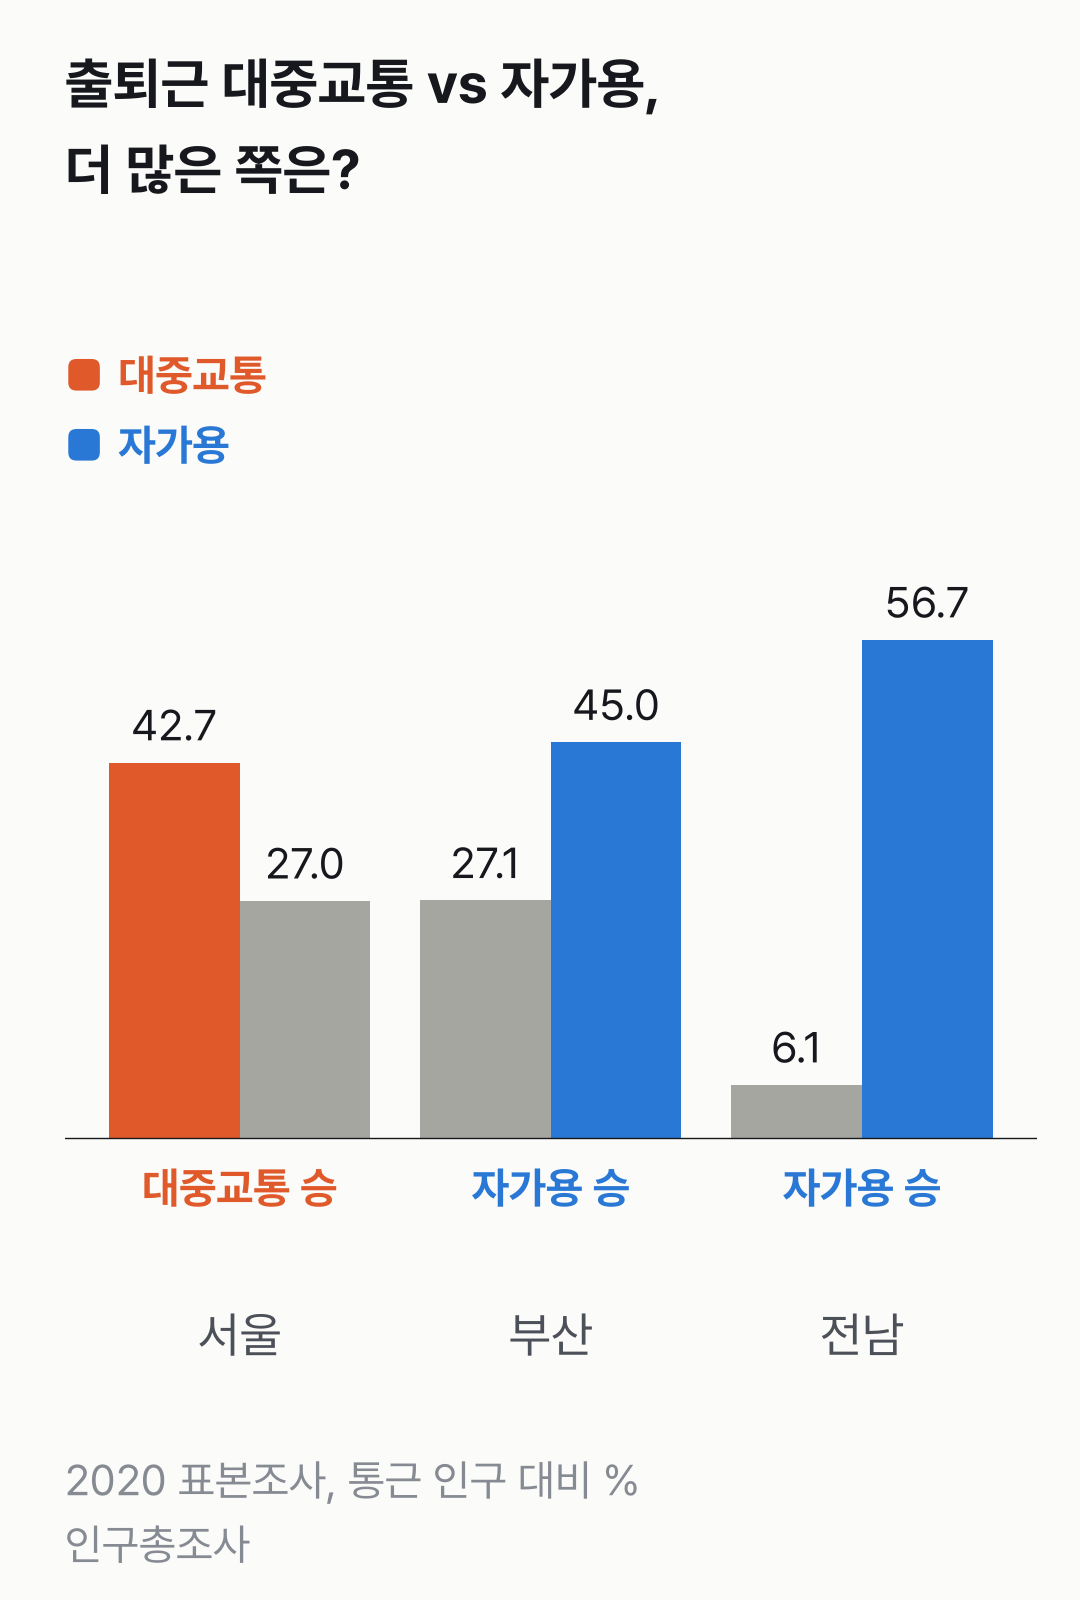 출퇴근 대중교통 vs 자가용,
더 많은 쪽은?
대중교통
자가용
42.7
27.0
27.1
45.0
6.1
56.7
대중교통 승
자가용 승
자가용 승
서울
부산
전남
2020 표본조사, 통근 인구 대비 %
인구총조사